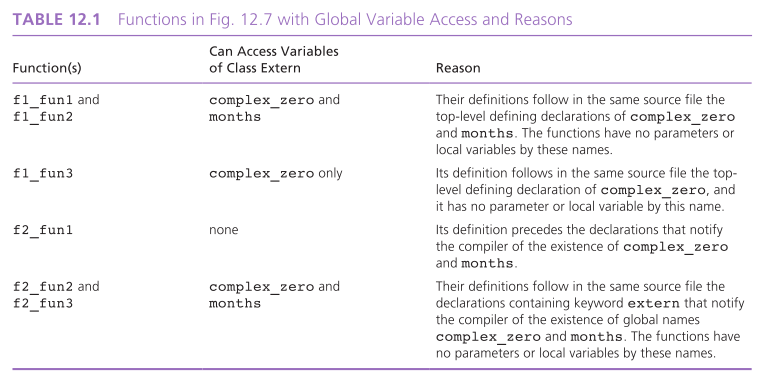 TABLE 12.1 Functions in Fig. 12.7 with Global Variable Access and Reasons
Function(s)
Can Access Variables
of Class Extern
Reason
f1_fun1 and
f1_fun2
complex_zero and
months
Their definitions follow in the same source file the
top-level defining declarations of complex_zero
and months. The functions have no parameters or
local variables by these names.
f1_fun3
complex_zero only
Its definition follows in the same source file the top-
level defining declaration of complex_zero, and
it has no parameter or local variable by this name.
f2_fun1
none
Its definition precedes the declarations that notify
the compiler of the existence of complex_zero
and months.
f2_fun2 and
f2_fun3
complex_zero and
months
Their definitions follow in the same source file the
declarations containing keyword extern that notify
the compiler of the existence of global names
complex_zero and months. The functions have
no parameters or local variables by these names.